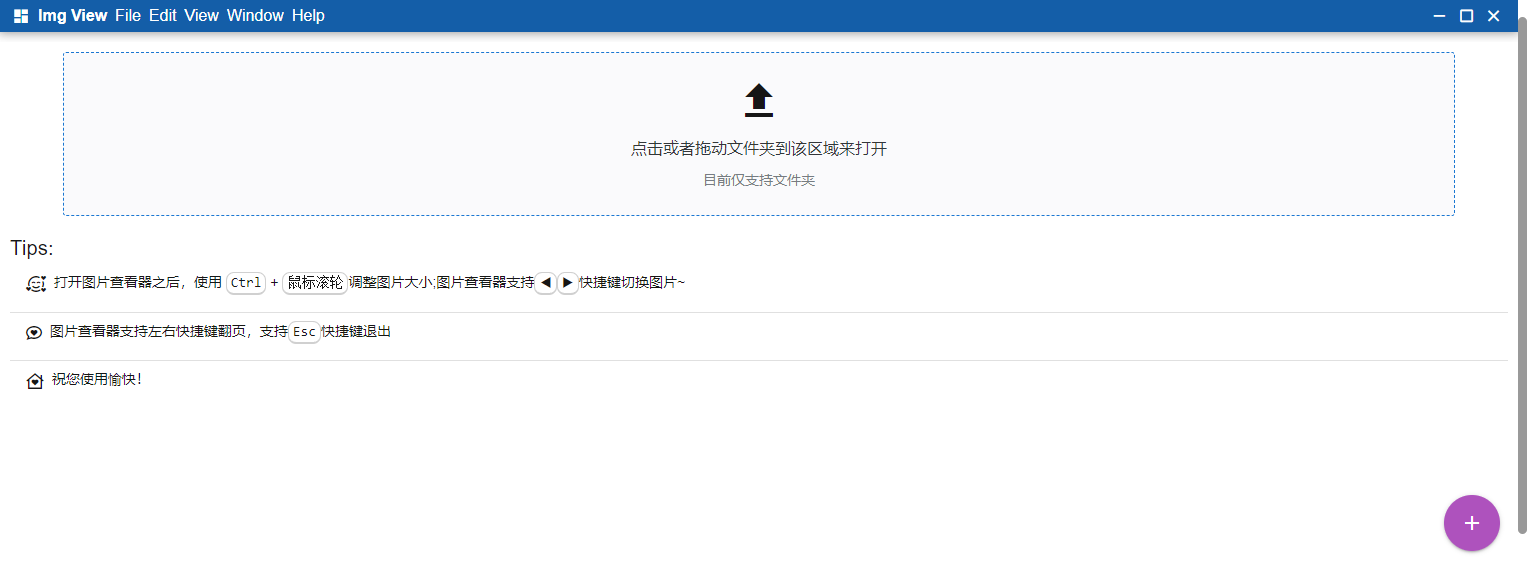 Img View File Edit View Window Help
点击或者拖动文件夹到该区域来打开
目前仅支持文件夹
Tips:
打开图片查看器之后，使用 Ctrl + 鼠标滚轮调整图片大小;图片查看器支持◀▶快捷键切换图片~
图片查看器支持左右快捷键翻页，支持Esc快捷键退出
祝您使用愉快！